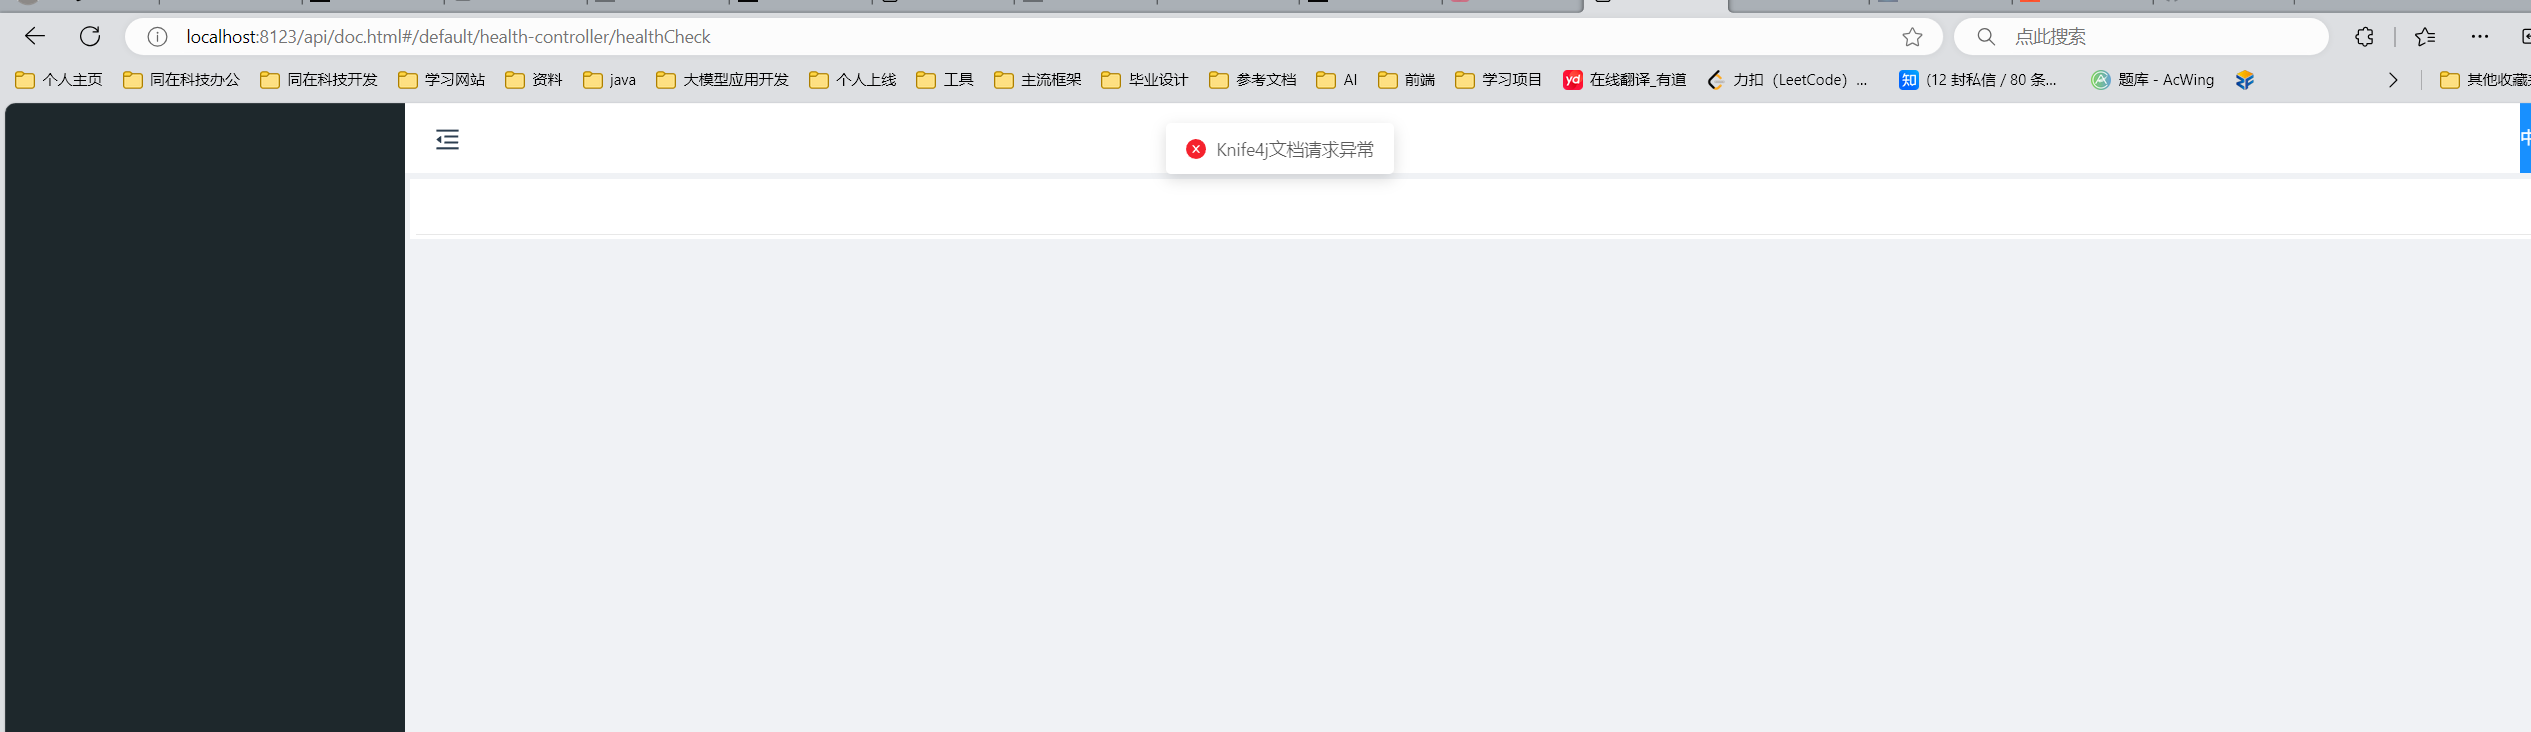 localhost:8123/api/doc.html#/default/health-controller/healthCheck 点此搜索
个人主页 同在科技办公 同在科技开发 学习网站 资料 java 大模型应用开发 个人上线 工具 主流框架 毕业设计 参考文档 AI 前端 学习项目 yd 在线翻译_有道 力扣（LeetCode）... 知 (12 封私信 / 80 条... 题库 - AcWing 其他收藏
Knife4j文档请求异常